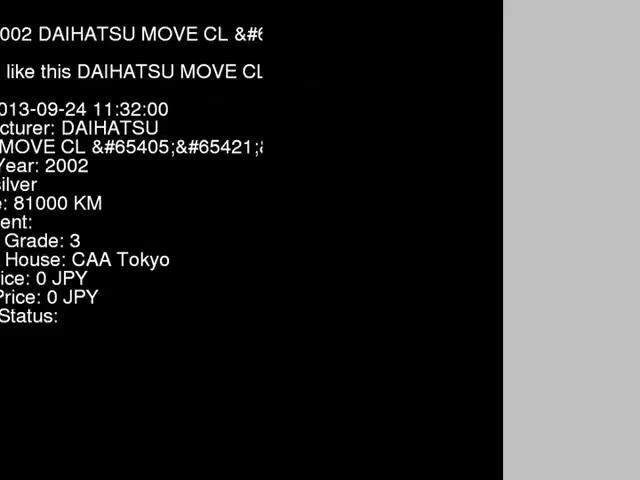 002 DAIHATSU MOVE CL &#6
like this DAIHATSU MOVE CL
013-09-24 11:32:00
cturer: DAIHATSU
MOVE CL &#65405;&#65421;&
Year: 2002
silver
e: 81000 KM
ent:
Grade: 3
House: CAA Tokyo
ice: 0 JPY
Price: 0 JPY
Status: